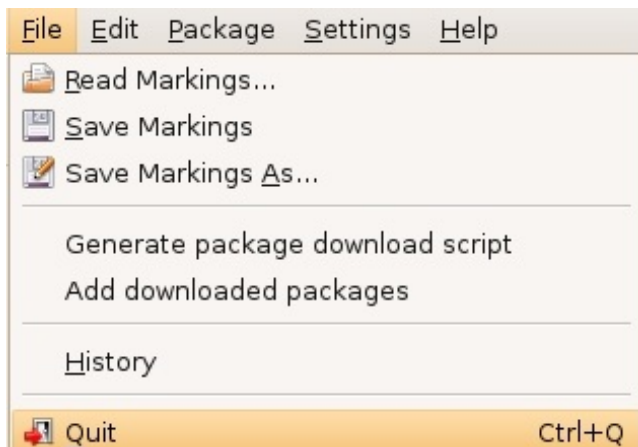 File Edit Package Settings Help
Read Markings...
Save Markings
Save Markings As...
Generate package download script
Add downloaded packages
History
Quit Ctrl+Q